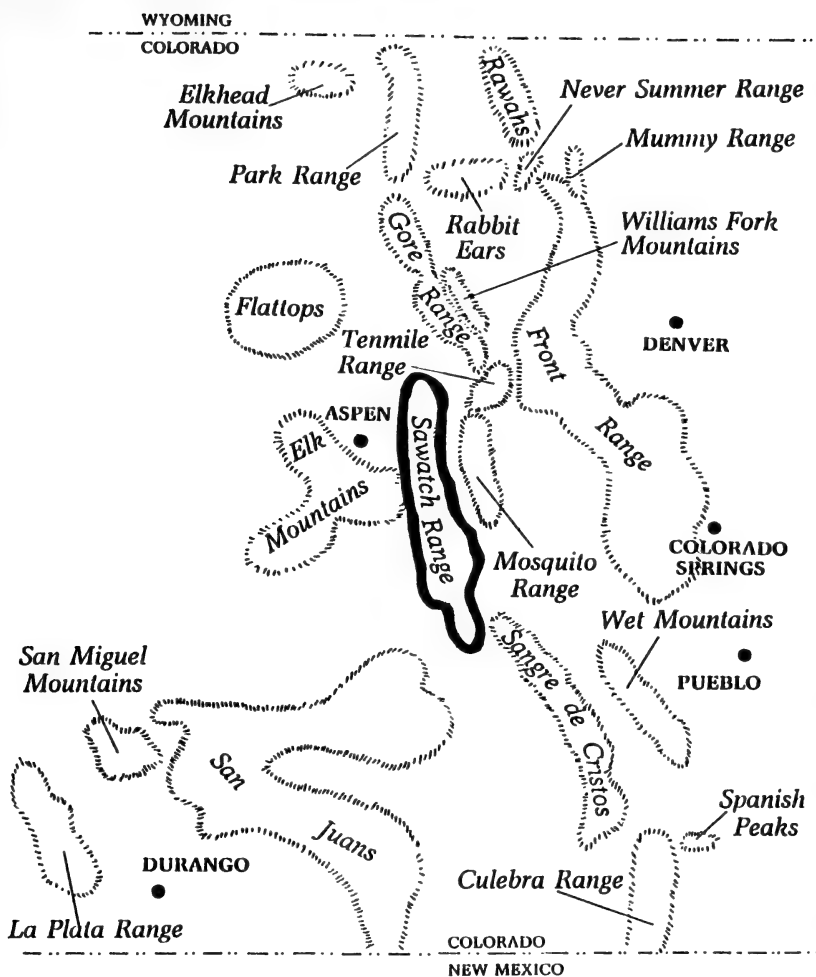 WYOMING
COLORADO
Elkhead
Mountains
Rawahs
Never Summer Range
Mummy Range
Park Range
Rabbit
Ears
Williams Fork
Mountains
Gore
Range
Flattops
Tenmile
Range
Front
Range
DENVER
ASPEN
Elk
Mountains
Sawatch Range
Mosquito
Range
COLORADO
SPRINGS
Wet Mountains
PUEBLO
San Miguel
Mountains
Sangre de Cristos
San
Juans
Spanish
Peaks
DURANGO
Culebra Range
La Plata Range
COLORADO
NEW MEXICO